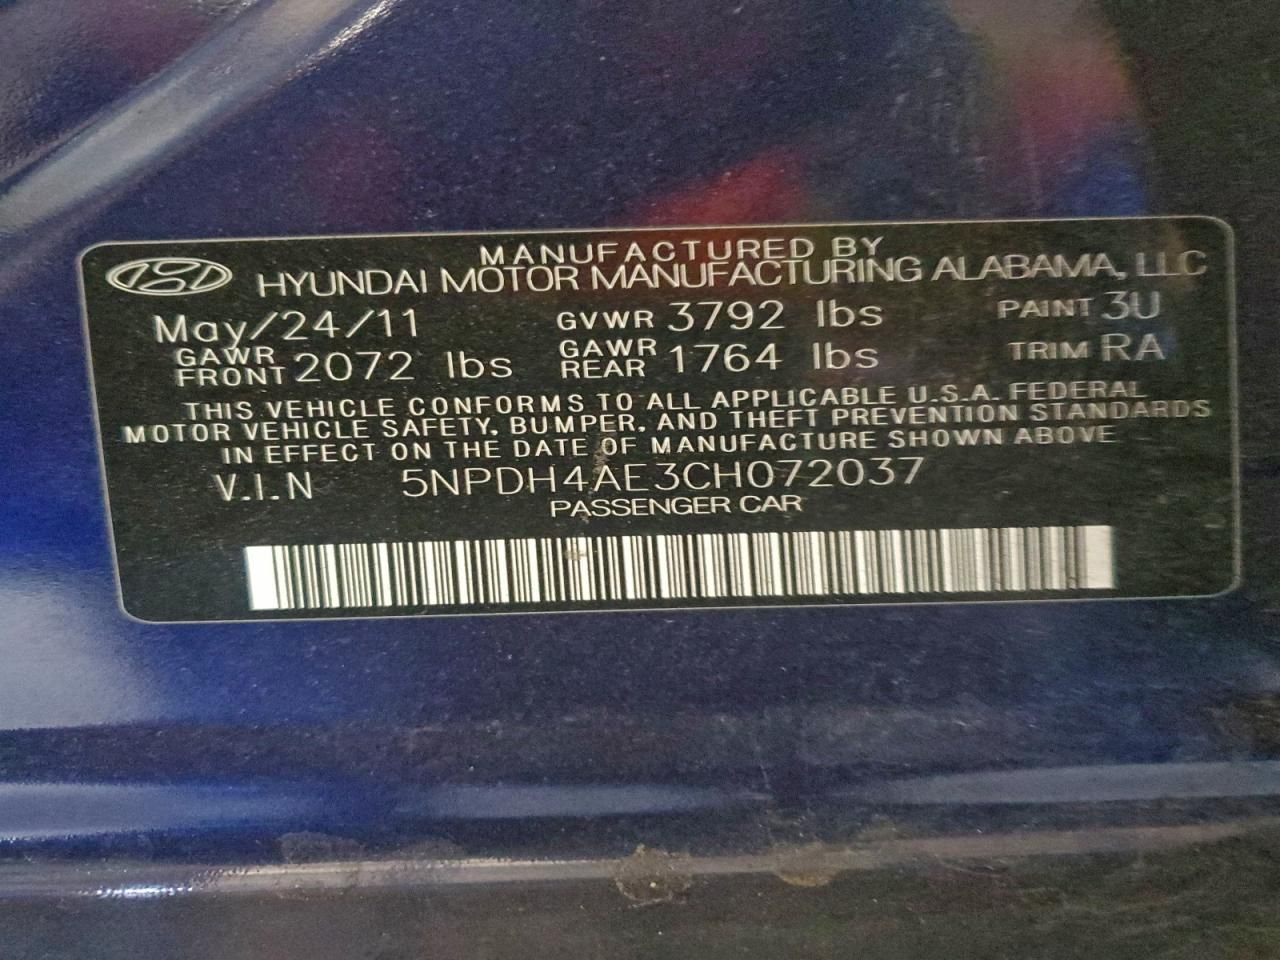 MANUFACTURED BY
HYUNDAI MOTOR MANUFACTURING ALABAMA, LLC
May/24/11 GVWR 3792 lbs PAINT 3U
GAWR FRONT 2072 lbs GAWR REAR 1764 lbs TRIM RA
THIS VEHICLE CONFORMS TO ALL APPLICABLE U.S.A. FEDERAL
MOTOR VEHICLE SAFETY, BUMPER, AND THEFT PREVENTION STANDARDS
IN EFFECT ON THE DATE OF MANUFACTURE SHOWN ABOVE
V.I.N 5NPDH4AE3CH072037
PASSENGER CAR